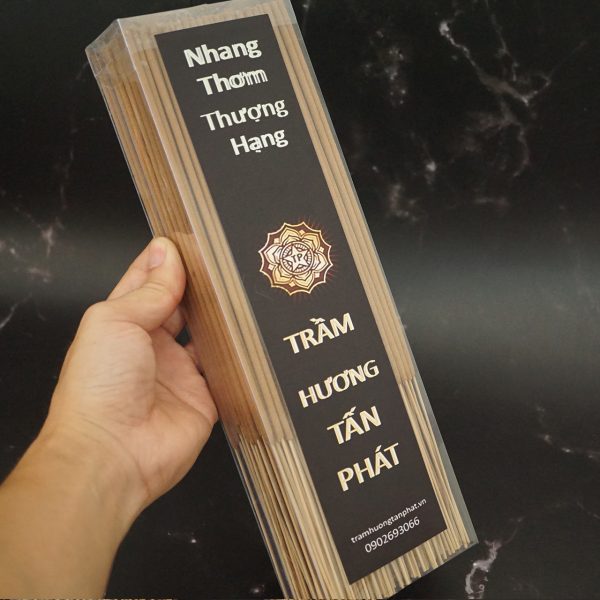 Nhang
Thơm
Thượng
Hạng
TP
TRẦM
HƯƠNG
TẤN
PHÁT
tramhuongtanphat.vn
0902693066